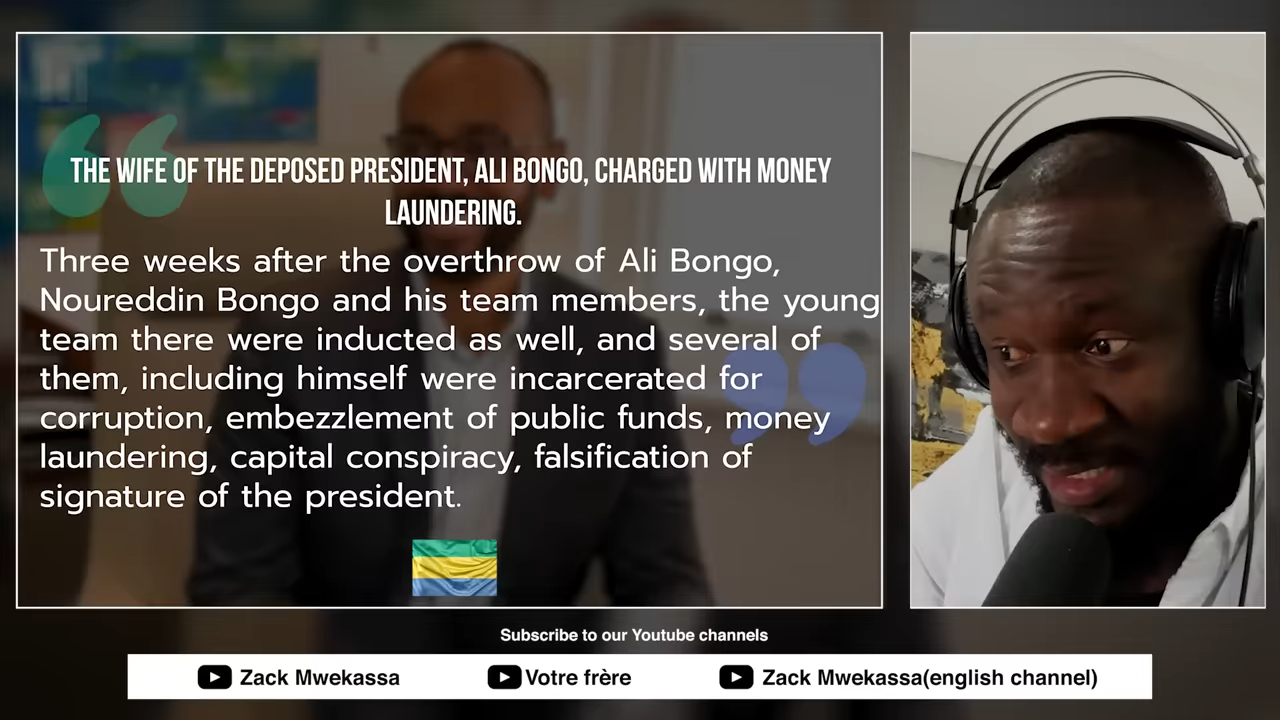 THE WIFE OF THE DEPOSED PRESIDENT, ALI BONGO, CHARGED WITH MONEY
LAUNDERING.
Three weeks after the overthrow of Ali Bongo,
Noureddin Bongo and his team members, the young
team there were inducted as well, and several of
them, including himself were incarcerated for
corruption, embezzlement of public funds, money
laundering, capital conspiracy, falsification of
signature of the president.
Subscribe to our Youtube channels
Zack Mwekassa
Votre frère
Zack Mwekassa(english channel)